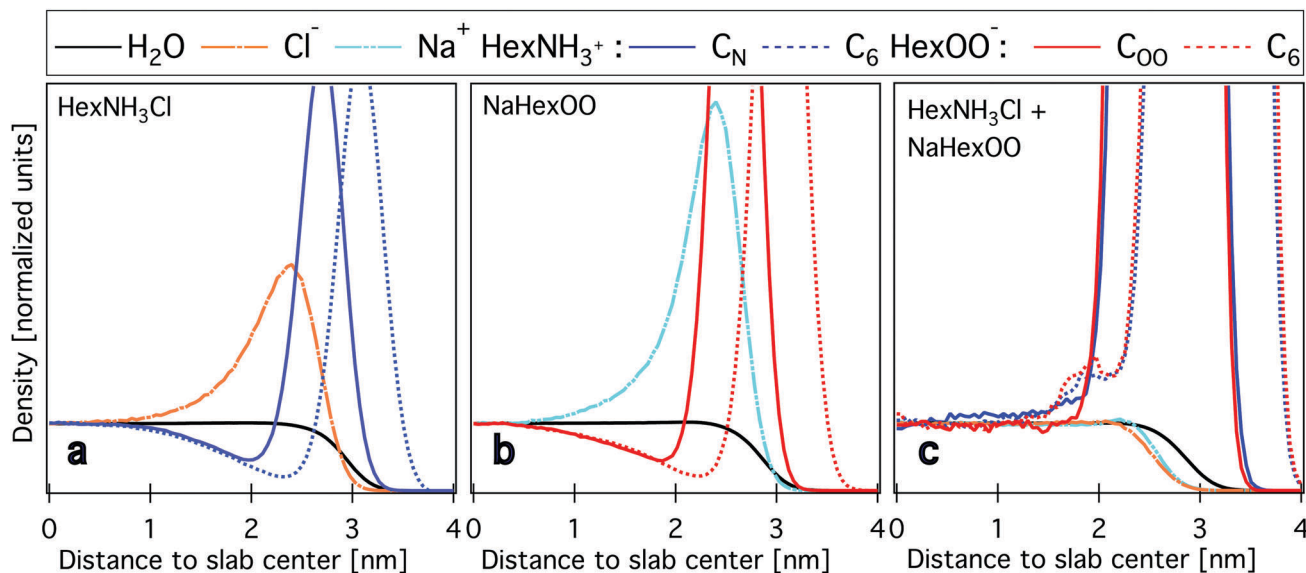 H₂O Cl⁻ Na⁺ HexNH₃⁺ : C_N C₆ HexOO⁻: C_OO C₆
HexNH₃Cl
NaHexOO
HexNH₃Cl +
NaHexOO
Density [normalized units]
a
b
c
0 1 2 3 4
0 1 2 3 4
0 1 2 3 4
Distance to slab center [nm]
Distance to slab center [nm]
Distance to slab center [nm]